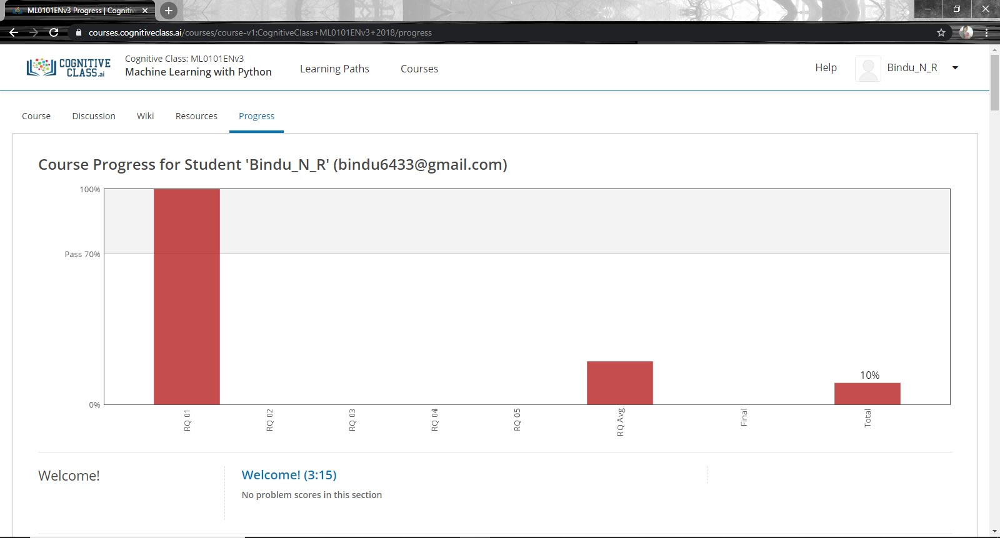 ML0101ENv3 Progress | Cognitiv
courses.cognitiveclass.ai/courses/course-v1:CognitiveClass+ML0101ENv3+2018/progress
COGNITIVE
CLASS.ai
Cognitive Class: ML0101ENv3
Machine Learning with Python
Learning Paths
Courses
Help
Bindu_N_R
Course
Discussion
Wiki
Resources
Progress
Course Progress for Student 'Bindu_N_R' (bindu6433@gmail.com)
100%
Pass 70%
0%
10%
RQ 01
RQ 02
RQ 03
RQ 04
RQ 05
RQ Avg
Final
Total
Welcome!
Welcome! (3:15)
No problem scores in this section